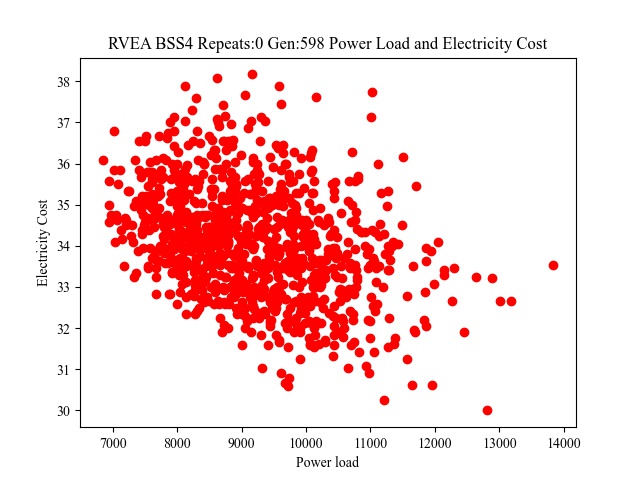 RVEA BSS4 Repeats:0 Gen:598 Power Load and Electricity Cost
38
37
36
35
34
33
32
31
30
Electricity Cost
7000 8000 9000 10000 11000 12000 13000 14000
Power load